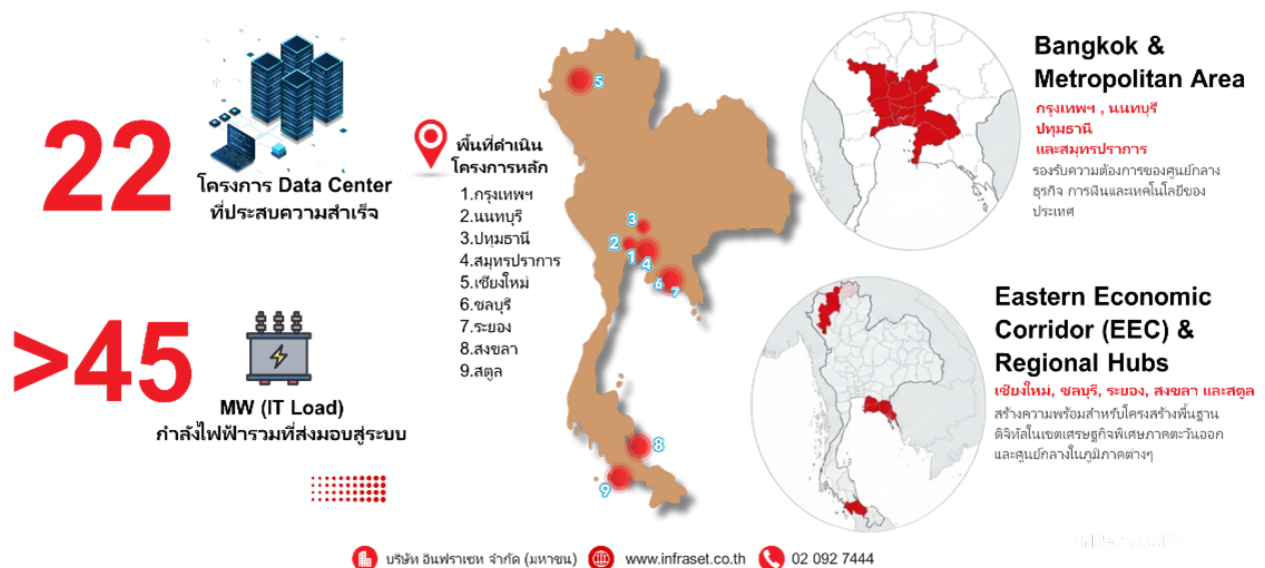 22
โครงการ Data Center
ที่ประสบความสำเร็จ
>45
MW (IT Load)
กำลังไฟฟ้ารวมที่ส่งมอบสู่ระบบ
พื้นที่ดำเนิน
โครงการหลัก
1.กรุงเทพฯ
2.นนทบุรี
3.ปทุมธานี
4.สมุทรปราการ
5.เชียงใหม่
6.ชลบุรี
7.ระยอง
8.สงขลา
9.สตูล
5
3
2
1
4
6
7
8
9
Bangkok &
Metropolitan Area
กรุงเทพฯ , นนทบุรี
ปทุมธานี
และสมุทรปราการ
รองรับความต้องการของศูนย์กลาง
ธุรกิจ การเงินและเทคโนโลยีของ
ประเทศ
Eastern Economic
Corridor (EEC) &
Regional Hubs
เชียงใหม่, ชลบุรี, ระยอง, สงขลา และสตูล
สร้างความพร้อมสำหรับโครงสร้างพื้นฐาน
ดิจิทัลในเขตเศรษฐกิจพิเศษภาคตะวันออก
และศูนย์กลางในภูมิภาคต่างๆ
บริษัท อินฟราเซท จำกัด (มหาชน)
www.infraset.co.th
02 092 7444